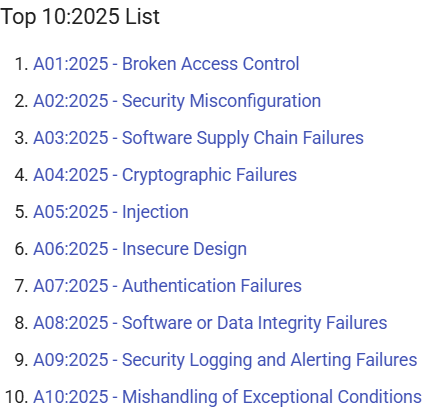 Top 10:2025 List
1. A01:2025 - Broken Access Control
2. A02:2025 - Security Misconfiguration
3. A03:2025 - Software Supply Chain Failures
4. A04:2025 - Cryptographic Failures
5. A05:2025 - Injection
6. A06:2025 - Insecure Design
7. A07:2025 - Authentication Failures
8. A08:2025 - Software or Data Integrity Failures
9. A09:2025 - Security Logging and Alerting Failures
10. A10:2025 - Mishandling of Exceptional Conditions